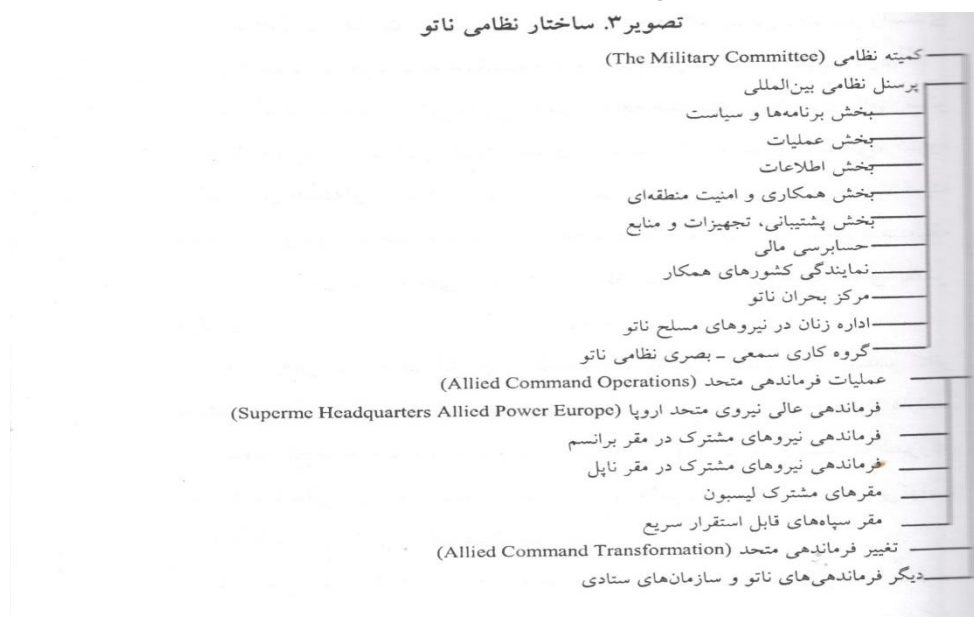 تصویر۳. ساختار نظامی ناتو
کمیته نظامی (The Military Committee)
پرسنل نظامی بین‌المللی
بخش برنامه‌ها و سیاست
بخش عملیات
بخش اطلاعات
بخش همکاری و امنیت منطقه‌ای
بخش پشتیبانی، تجهیزات و منابع
حسابرسی مالی
نمایندگی کشورهای همکار
مرکز بحران ناتو
اداره زنان در نیروهای مسلح ناتو
گروه کاری سمعی ـ بصری نظامی ناتو
عملیات فرماندهی متحد (Allied Command Operations)
فرماندهی عالی نیروی متحد اروپا (Superme Headquarters Allied Power Europe)
فرماندهی نیروهای مشترک در مقر برانسم
فرماندهی نیروهای مشترک در مقر ناپل
مقرهای مشترک لیسبون
مقر سپاه‌های قابل استقرار سریع
تغییر فرماندهی متحد (Allied Command Transformation)
دیگر فرماندهی‌های ناتو و سازمان‌های ستادی